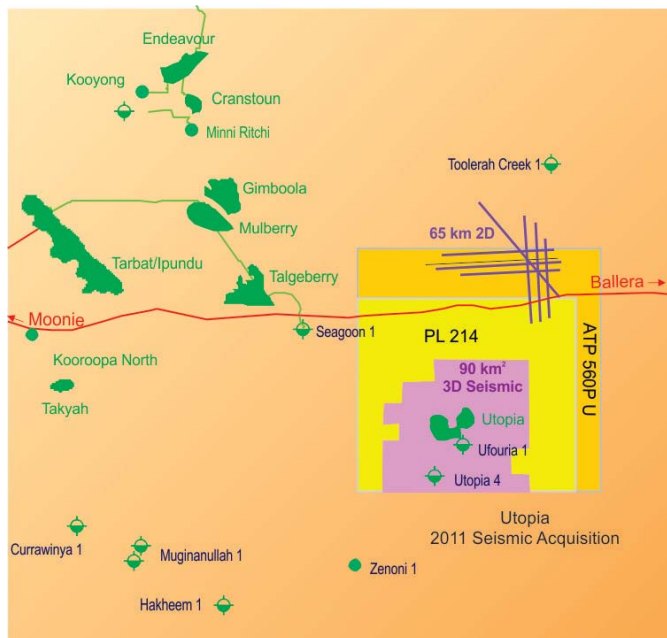 Endeavour
Kooyong
Cranstoun
Minni Ritchi
Toolerah Creek 1
Gimboola
Mulberry
65 km 2D
Tarbat/Ipundu
Talgeberry
Ballera
Moonie
Seagoon 1
PL 214
ATP 560P U
Kooroopa North
90 km²
3D Seismic
Takyah
Utopia
Ufouria 1
Utopia 4
Utopia
2011 Seismic Acquisition
Currawinya 1
Muginanullah 1
Zenoni 1
Hakheem 1